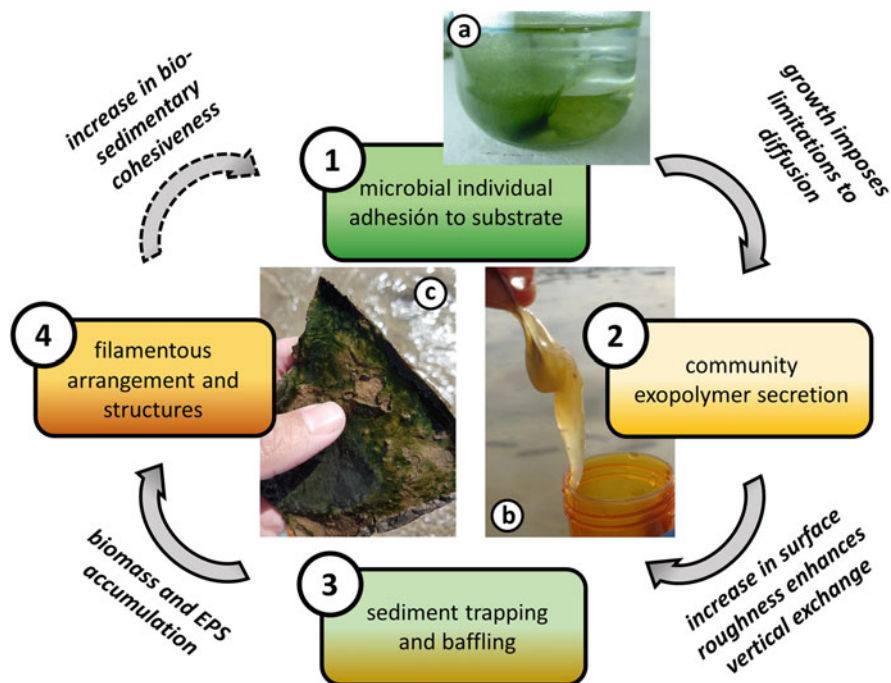 a
increase in bio-
sedimentary
cohesiveness
growth imposes
limitations to
diffusion
1
microbial individual
adhesión to substrate
c
4
filamentous
arrangement and
structures
2
community
exopolymer secretion
b
biomass and EPS
accumulation
3
sediment trapping
and baffling
increase in surface
roughness enhances
vertical exchange